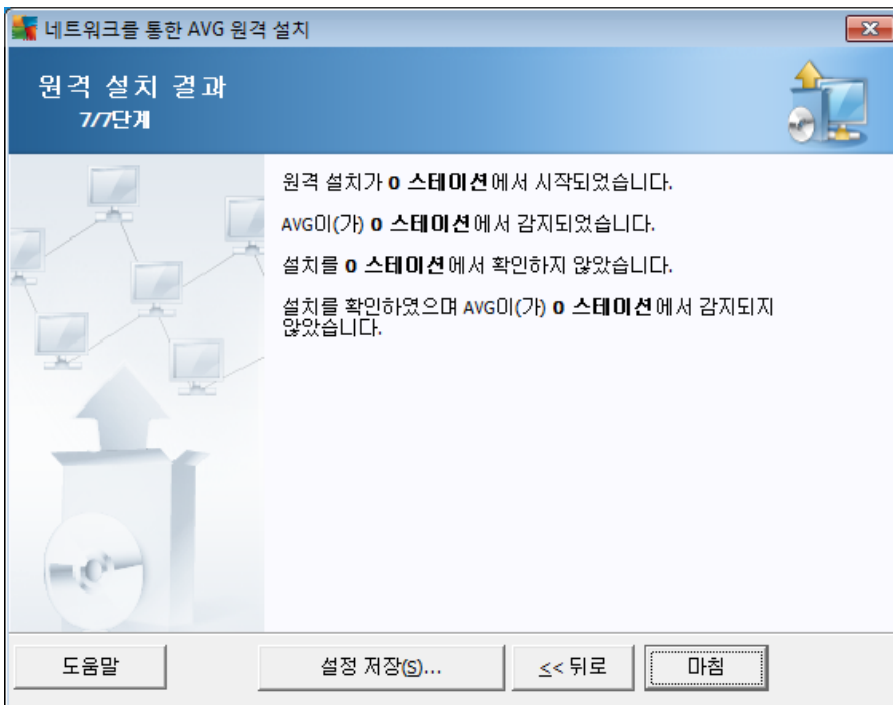 네트워크를 통한 AVG 원격 설치
원격 설치 결과
7/7단계
원격 설치가 0 스테이션에서 시작되었습니다.
AVG이(가) 0 스테이션에서 감지되었습니다.
설치를 0 스테이션에서 확인하지 않았습니다.
설치를 확인하였으며 AVG이(가) 0 스테이션에서 감지되지
않았습니다.
도움말
설정 저장(S)...
<< 뒤로
마침